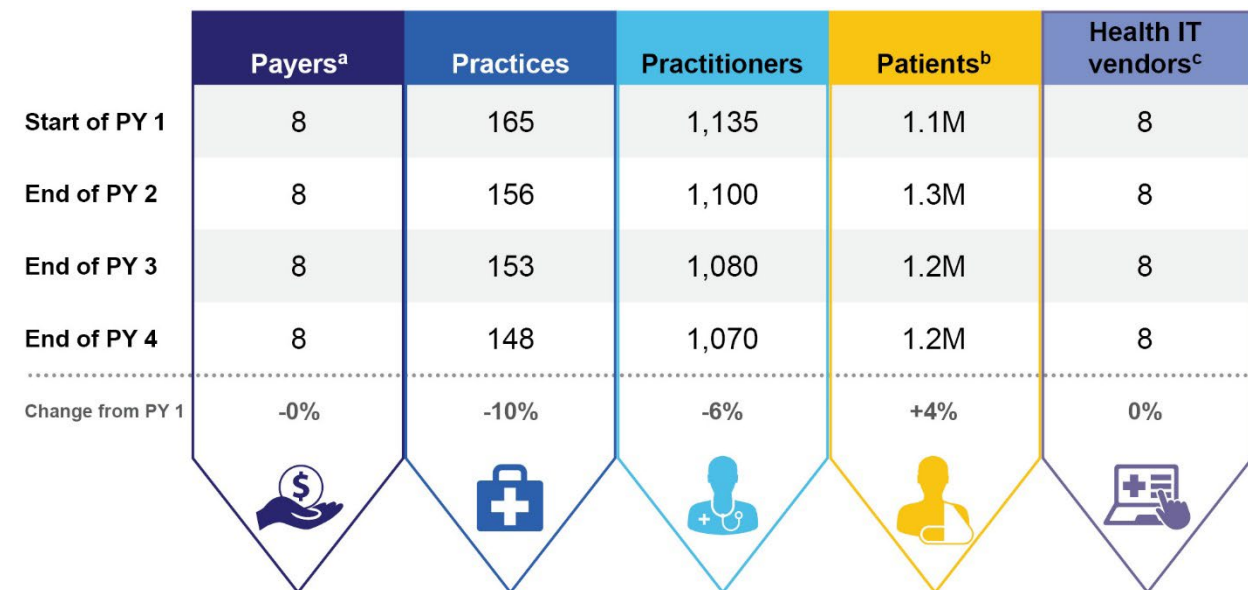 Payersᵃ Practices Practitioners Patientsᵇ Health IT
vendorsᶜ
Start of PY 1 8 165 1,135 1.1M 8
End of PY 2 8 156 1,100 1.3M 8
End of PY 3 8 153 1,080 1.2M 8
End of PY 4 8 148 1,070 1.2M 8
Change from PY 1 -0% -10% -6% +4% 0%
$